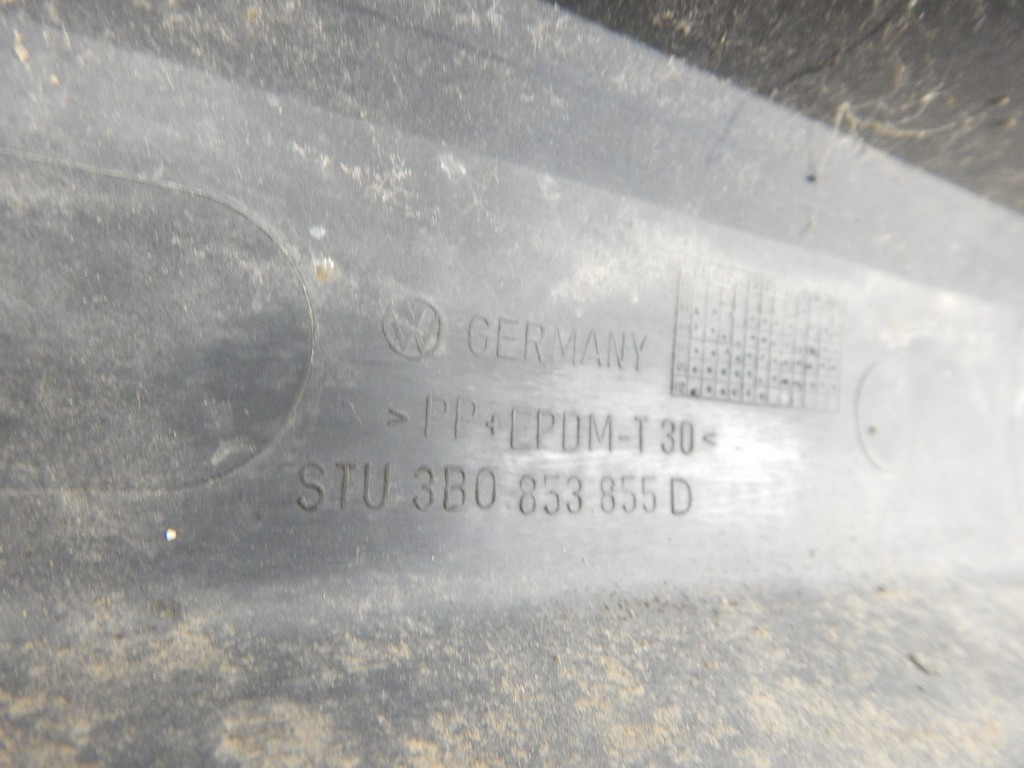 GERMANY
>PP+EPDM-T30<
STU 3B0 853 855 D